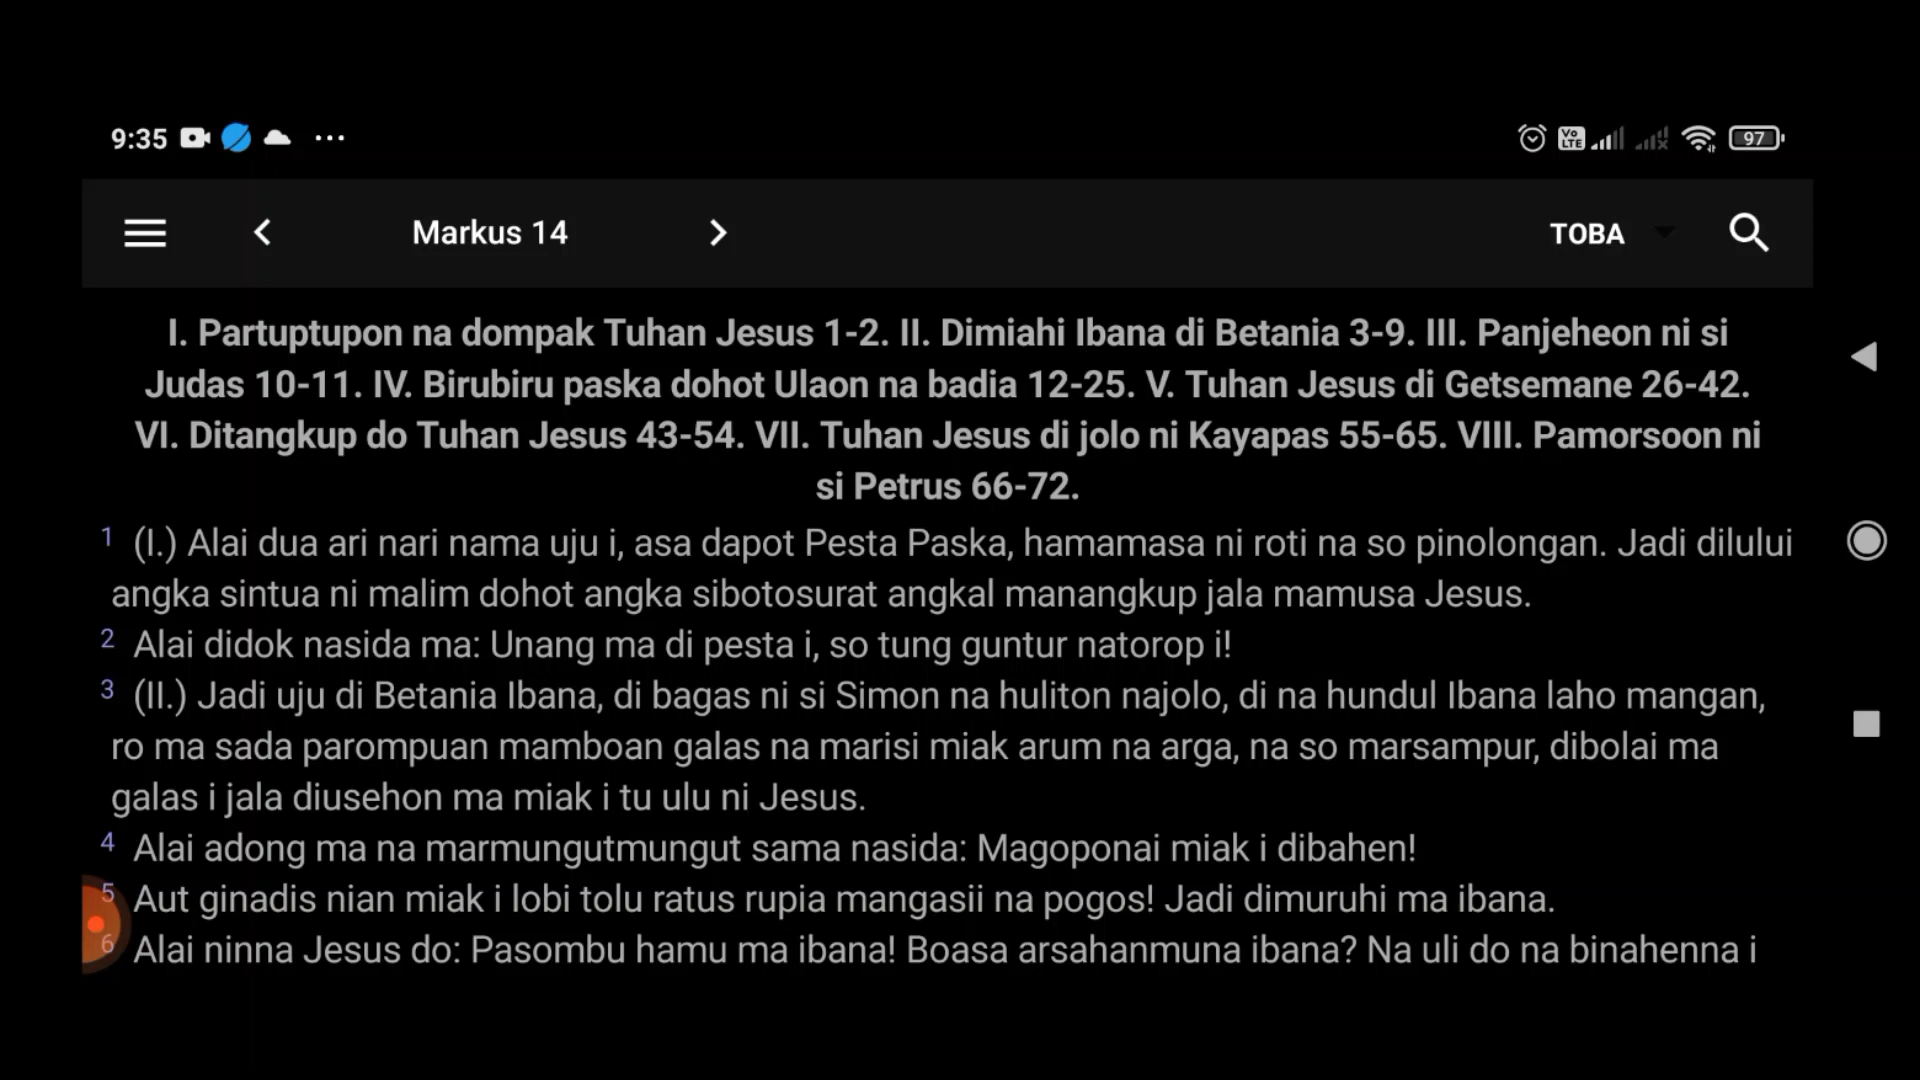 9:35
Vo LTE
97
Markus 14
TOBA
I. Partuptupon na dompak Tuhan Jesus 1-2. II. Dimiahi Ibana di Betania 3-9. III. Panjeheon ni si
Judas 10-11. IV. Birubiru paska dohot Ulaon na badia 12-25. V. Tuhan Jesus di Getsemane 26-42.
VI. Ditangkup do Tuhan Jesus 43-54. VII. Tuhan Jesus di jolo ni Kayapas 55-65. VIII. Pamorsoon ni
si Petrus 66-72.
1 (I.) Alai dua ari nari nama uju i, asa dapot Pesta Paska, hamamasa ni roti na so pinolongan. Jadi dilului
angka sintua ni malim dohot angka sibotosurat angkal manangkup jala mamusa Jesus.
2 Alai didok nasida ma: Unang ma di pesta i, so tung guntur natorop i!
3 (II.) Jadi uju di Betania Ibana, di bagas ni si Simon na huliton najolo, di na hundul Ibana laho mangan,
ro ma sada parompuan mamboan galas na marisi miak arum na arga, na so marsampur, dibolai ma
galas i jala diusehon ma miak i tu ulu ni Jesus.
4 Alai adong ma na marmungutmungut sama nasida: Magoponai miak i dibahen!
5 Aut ginadis nian miak i lobi tolu ratus rupia mangasii na pogos! Jadi dimuruhi ma ibana.
6 Alai ninna Jesus do: Pasombu hamu ma ibana! Boasa arsahanmuna ibana? Na uli do na binahenna i